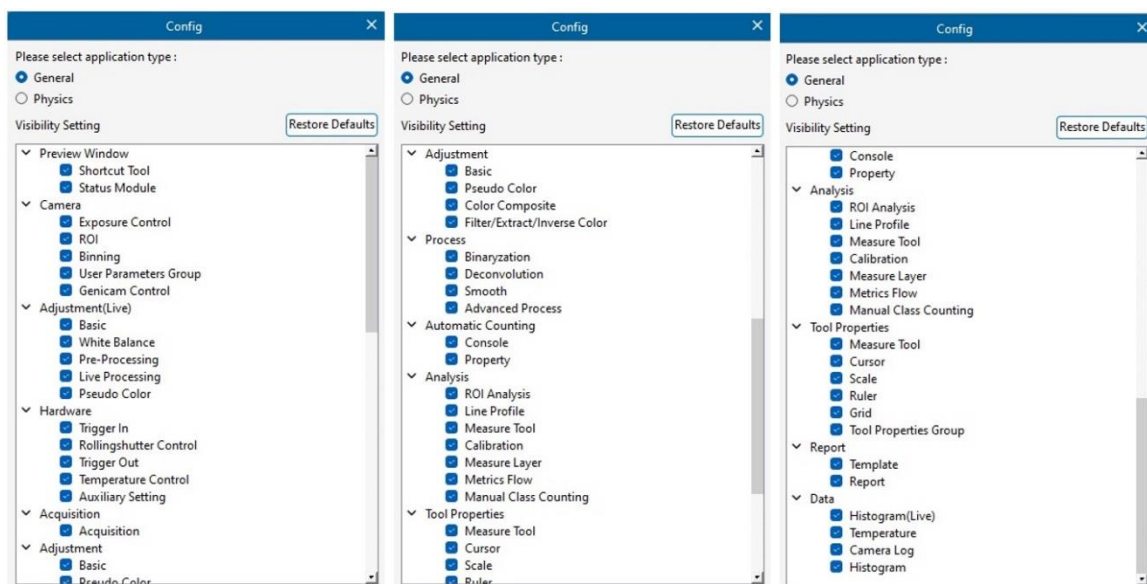 Config
Please select application type :
General
Physics
Visibility Setting
Restore Defaults
Preview Window
Shortcut Tool
Status Module
Camera
Exposure Control
ROI
Binning
User Parameters Group
Genicam Control
Adjustment(Live)
Basic
White Balance
Pre-Processing
Live Processing
Pseudo Color
Hardware
Trigger In
Rollingshutter Control
Trigger Out
Temperature Control
Auxiliary Setting
Acquisition
Acquisition
Adjustment
Basic
Pseudo Color
Config
Please select application type :
General
Physics
Visibility Setting
Restore Defaults
Adjustment
Basic
Pseudo Color
Color Composite
Filter/Extract/Inverse Color
Process
Binaryzation
Deconvolution
Smooth
Advanced Process
Automatic Counting
Console
Property
Analysis
ROI Analysis
Line Profile
Measure Tool
Calibration
Measure Layer
Metrics Flow
Manual Class Counting
Tool Properties
Measure Tool
Cursor
Scale
Ruler
Config
Please select application type :
General
Physics
Visibility Setting
Restore Defaults
Console
Property
Analysis
ROI Analysis
Line Profile
Measure Tool
Calibration
Measure Layer
Metrics Flow
Manual Class Counting
Tool Properties
Measure Tool
Cursor
Scale
Ruler
Grid
Tool Properties Group
Report
Template
Report
Data
Histogram(Live)
Temperature
Camera Log
Histogram